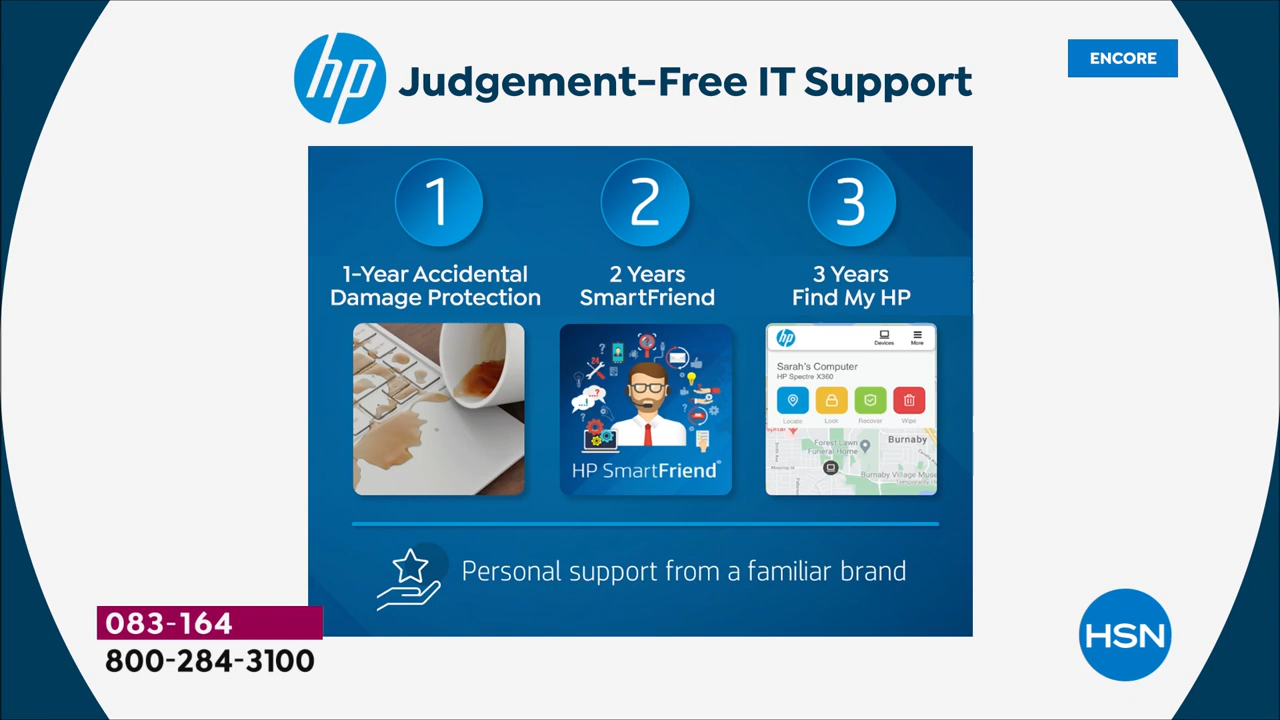 hp Judgement-Free IT Support
ENCORE
1
2
3
1-Year Accidental
Damage Protection
2 Years
SmartFriend
3 Years
Find My HP
hp
Devices
More
Sarah's Computer
HP Spectre X360
Locate
Lock
Recover
Wipe
24
HP SmartFriend
Forest Lawn
Funeral Home
Burnaby
Burnaby Village Muse
Personal support from a familiar brand
083-164
800-284-3100
HSN